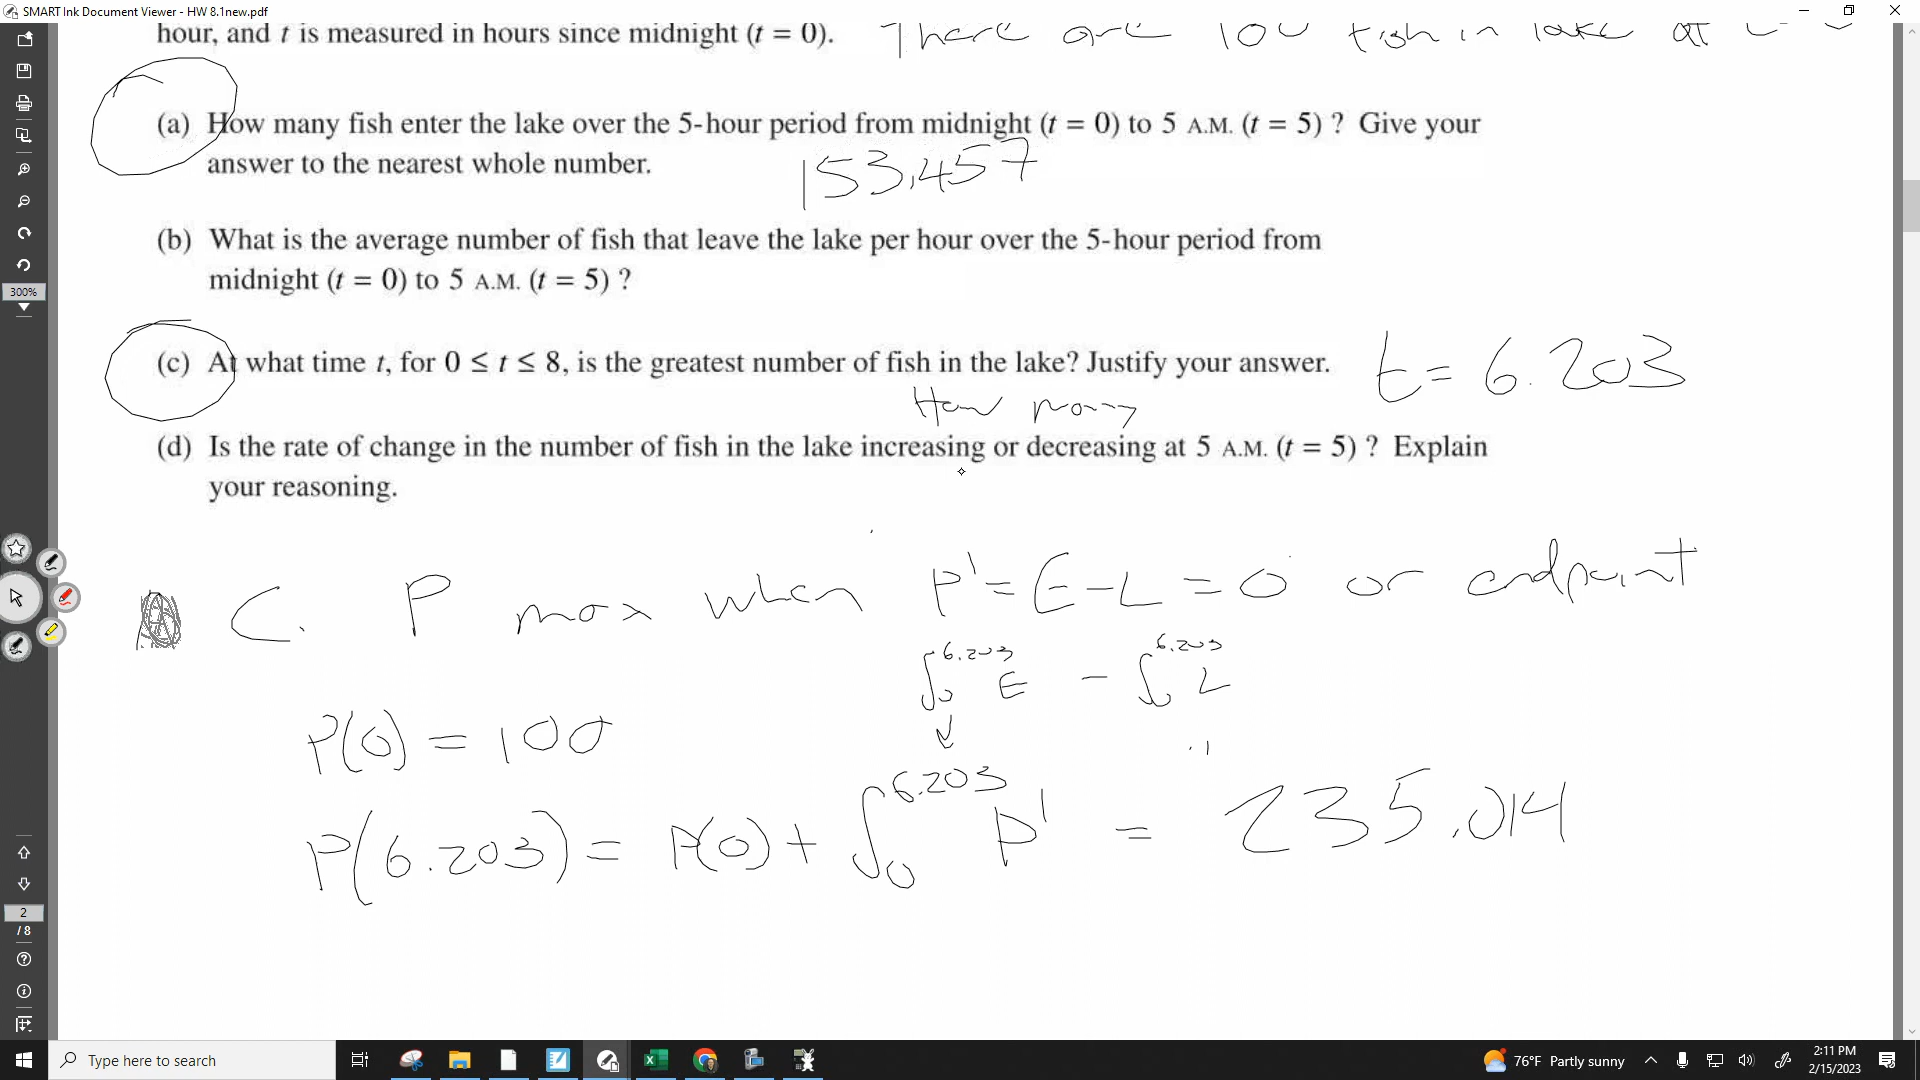 SMART Ink Document Viewer - HW 8.1new.pdf
hour, and t is measured in hours since midnight (t = 0). There are 100 fish in lake at t=0
(a) How many fish enter the lake over the 5-hour period from midnight (t = 0) to 5 A.M. (t = 5) ? Give your
answer to the nearest whole number. 153.457
(b) What is the average number of fish that leave the lake per hour over the 5-hour period from
midnight (t = 0) to 5 A.M. (t = 5) ?
300%
(c) At what time t, for 0 ≤ t ≤ 8, is the greatest number of fish in the lake? Justify your answer. t = 6.203
How many
(d) Is the rate of change in the number of fish in the lake increasing or decreasing at 5 A.M. (t = 5) ? Explain
your reasoning.
C. P max when P' = E - L = 0 or endpoint
∫₀^6.203 E - ∫₀^6.203 L
P(0) = 100
P(6.203) = P(0) + ∫₀^6.203 P' = 235.014
2
/ 8
Type here to search
76°F Partly sunny
2:11 PM
2/15/2023